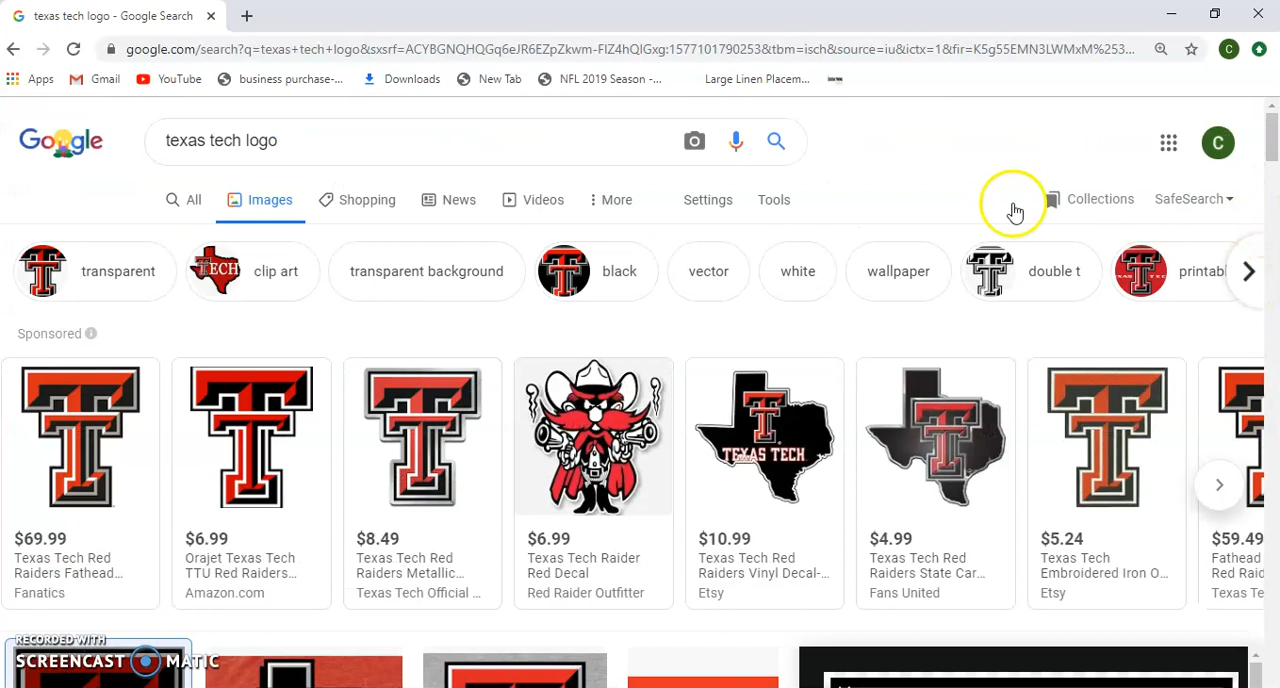 texas tech logo - Google Search
google.com/search?q=texas+tech+logo&sxsrf=ACYBGNQHQGq6eJR6EZpZkwm-FIZ4hQIGxg:1577101790253&tbm=isch&source=iu&ictx=1&fir=K5g55EMN3LWMxM%253...
C
Apps
Gmail
YouTube
business purchase-...
Downloads
New Tab
NFL 2019 Season -...
Large Linen Placem...
Google
texas tech logo
C
All
Images
Shopping
News
Videos
More
Settings
Tools
Collections
SafeSearch
transparent
TECH
clip art
transparent background
black
vector
white
wallpaper
double t
printabl
Sponsored
TEXAS TECH
$69.99
Texas Tech Red
Raiders Fathead...
Fanatics
$6.99
Orajet Texas Tech
TTU Red Raiders...
Amazon.com
$8.49
Texas Tech Red
Raiders Metallic...
Texas Tech Official ...
$6.99
Texas Tech Raider
Red Decal
Red Raider Outfitter
$10.99
Texas Tech Red
Raiders Vinyl Decal-...
Etsy
$4.99
Texas Tech Red
Raiders State Car...
Fans United
$5.24
Texas Tech
Embroidered Iron O...
Etsy
$59.49
Fathead
Red Raid
Texas Te
RECORDED WITH
SCREENCAST MATIC